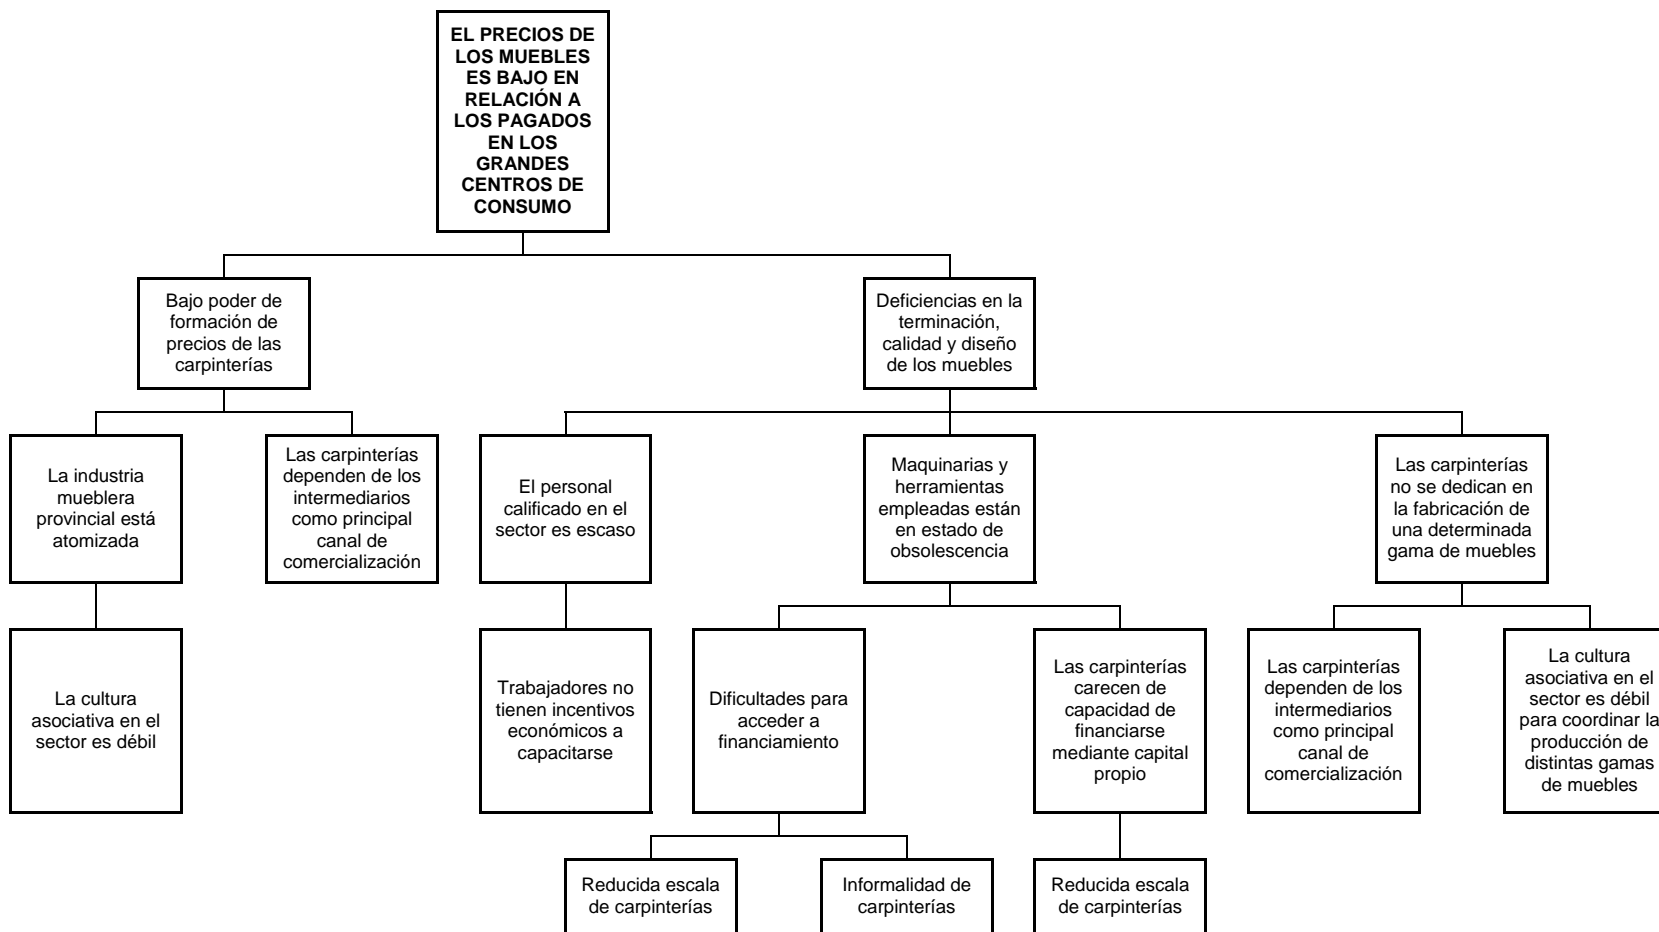 EL PRECIOS DE
LOS MUEBLES
ES BAJO EN
RELACIÓN A
LOS PAGADOS
EN LOS
GRANDES
CENTROS DE
CONSUMO
Bajo poder de
formación de
precios de las
carpinterías
Deficiencias en la
terminación,
calidad y diseño
de los muebles
La industria
mueblera
provincial está
atomizada
Las carpinterías
dependen de los
intermediarios
como principal
canal de
comercialización
El personal
calificado en el
sector es escaso
Maquinarias y
herramientas
empleadas están
en estado de
obsolescencia
Las carpinterías
no se dedican en
la fabricación de
una determinada
gama de muebles
La cultura
asociativa en el
sector es débil
Trabajadores no
tienen incentivos
económicos a
capacitarse
Dificultades para
acceder a
financiamiento
Las carpinterías
carecen de
capacidad de
financiarse
mediante capital
propio
Las carpinterías
dependen de los
intermediarios
como principal
canal de
comercialización
La cultura
asociativa en el
sector es débil
para coordinar la
producción de
distintas gamas
de muebles
Reducida escala
de carpinterías
Informalidad de
carpinterías
Reducida escala
de carpinterías